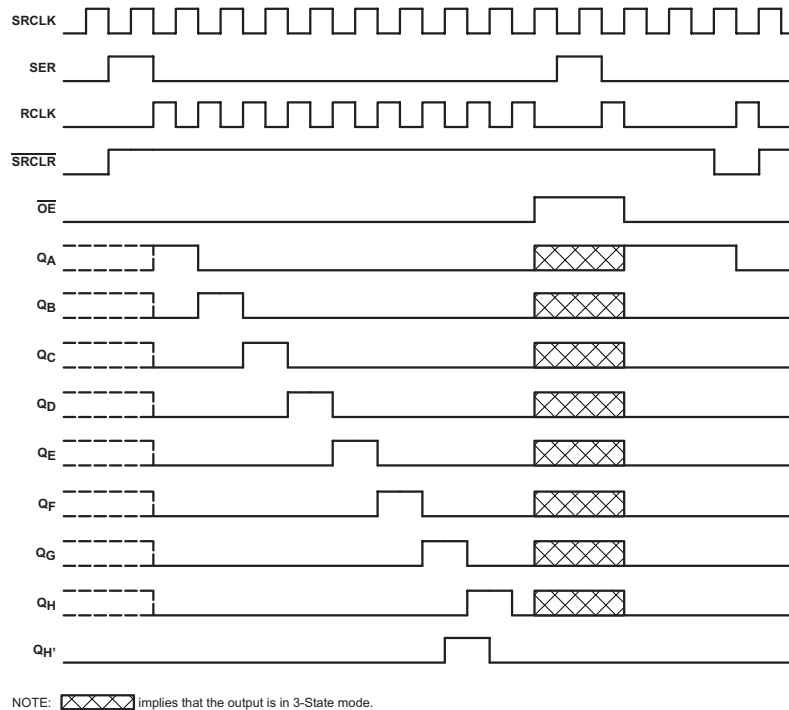 SRCLK
SER
RCLK
SRCLR
OE
QA
QB
QC
QD
QE
QF
QG
QH
QH'
NOTE: implies that the output is in 3-State mode.